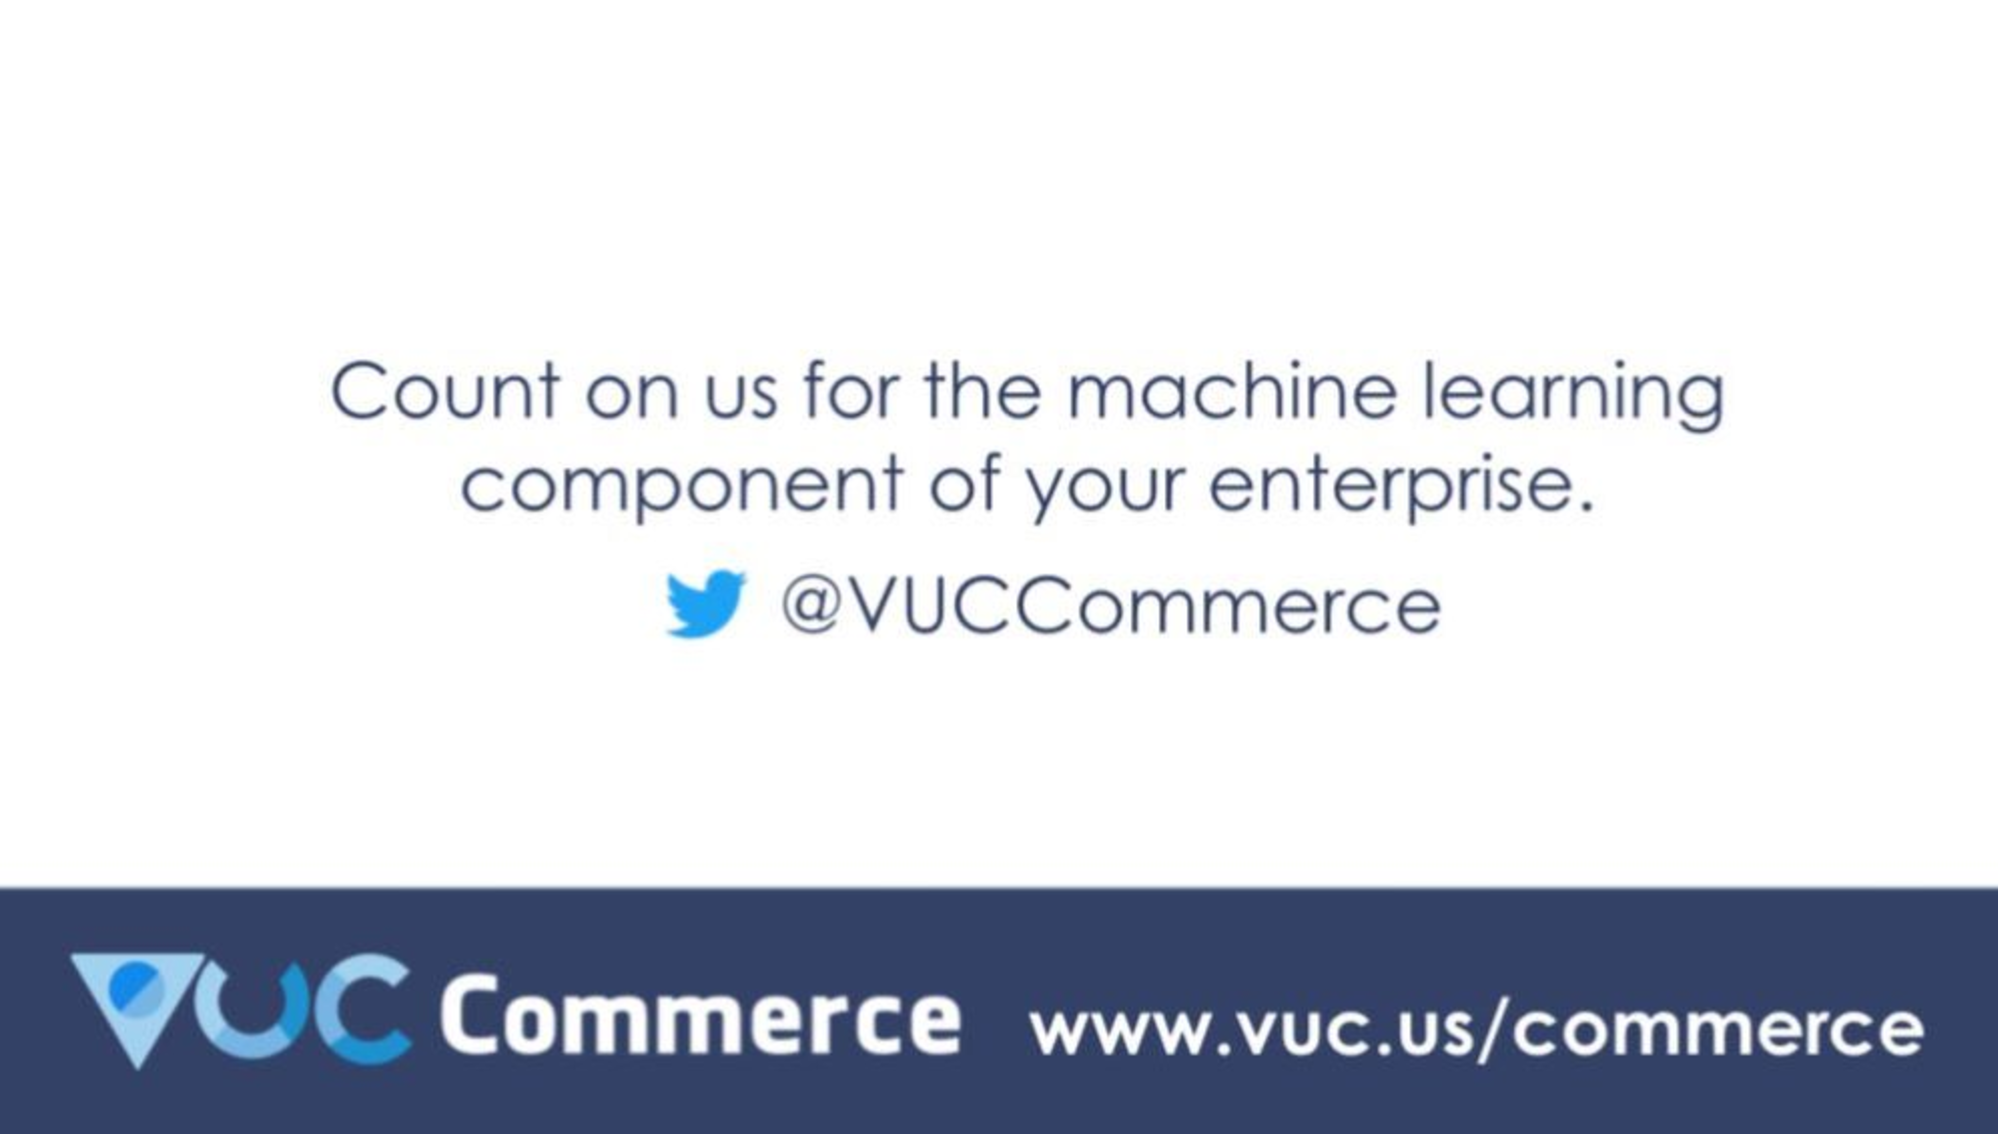 Count on us for the machine learning
component of your enterprise.
@VUCCommerce
VUC Commerce www.vuc.us/commerce